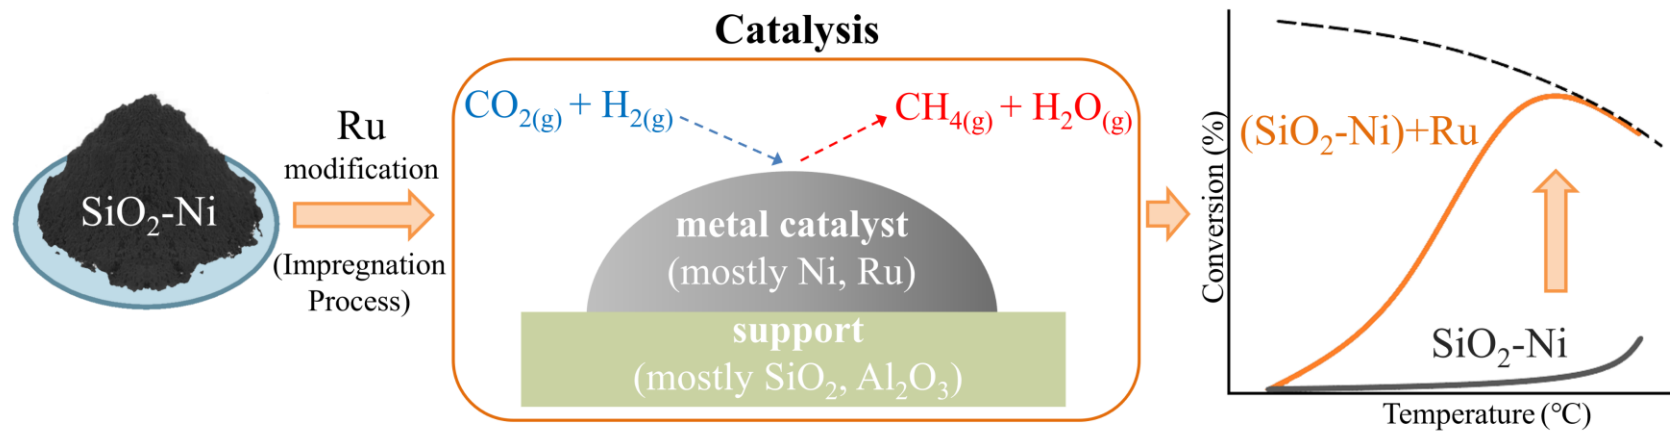 SiO₂-Ni
Ru
modification
(Impregnation
Process)
Catalysis
CO₂(g) + H₂(g)
CH₄(g) + H₂O(g)
metal catalyst
(mostly Ni, Ru)
support
(mostly SiO₂, Al₂O₃)
Conversion (%)
(SiO₂-Ni)+Ru
SiO₂-Ni
Temperature (℃)